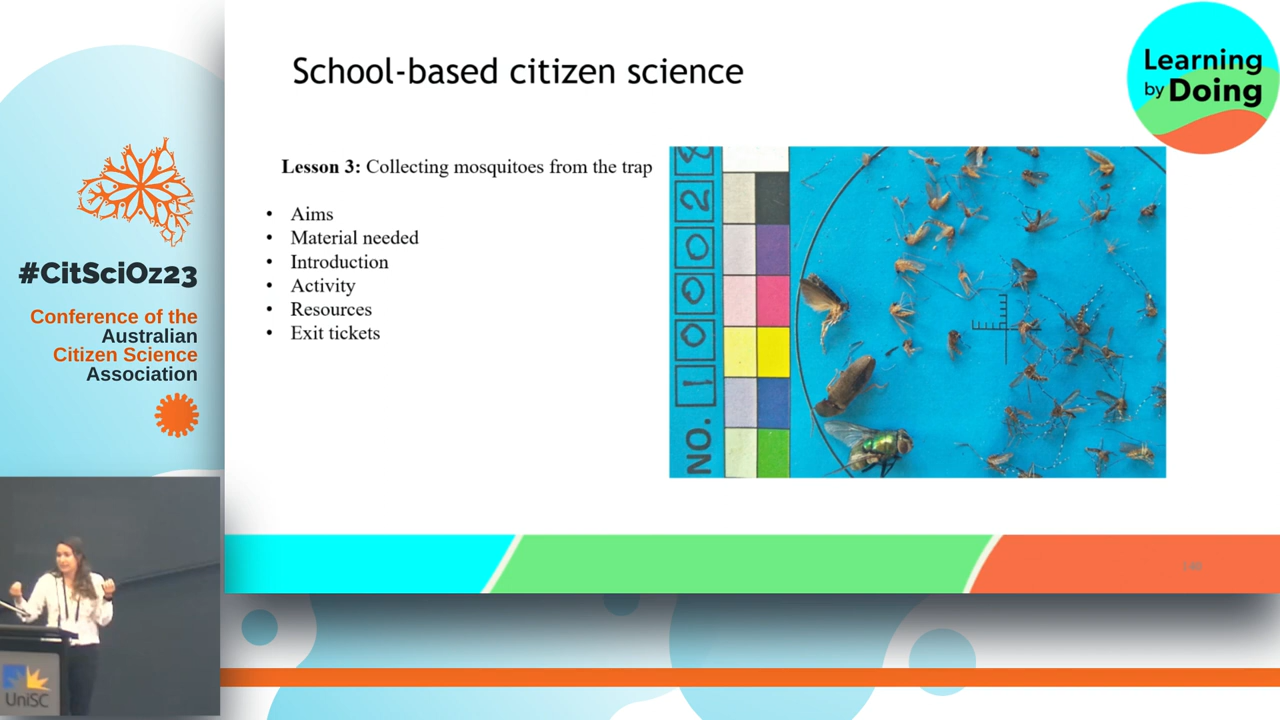 School-based citizen science
Learning
by Doing
Lesson 3: Collecting mosquitoes from the trap
• Aims
• Material needed
• Introduction
• Activity
• Resources
• Exit tickets
NO. 100028
#CitSciOz23
Conference of the
Australian
Citizen Science
Association
UniSC